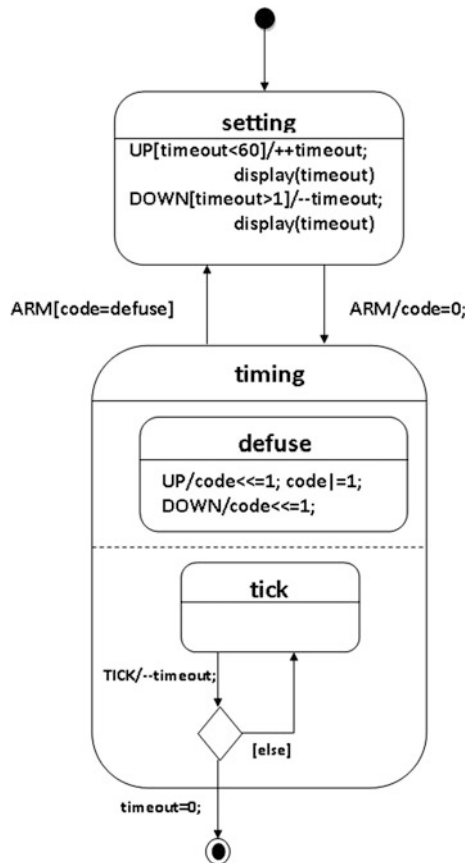 setting
UP[timeout<60]/++timeout;
display(timeout)
DOWN[timeout>1]/--timeout;
display(timeout)
ARM[code=defuse]
ARM/code=0;
timing
defuse
UP/code<<=1; code|=1;
DOWN/code<<=1;
tick
TICK/--timeout;
[else]
timeout=0;